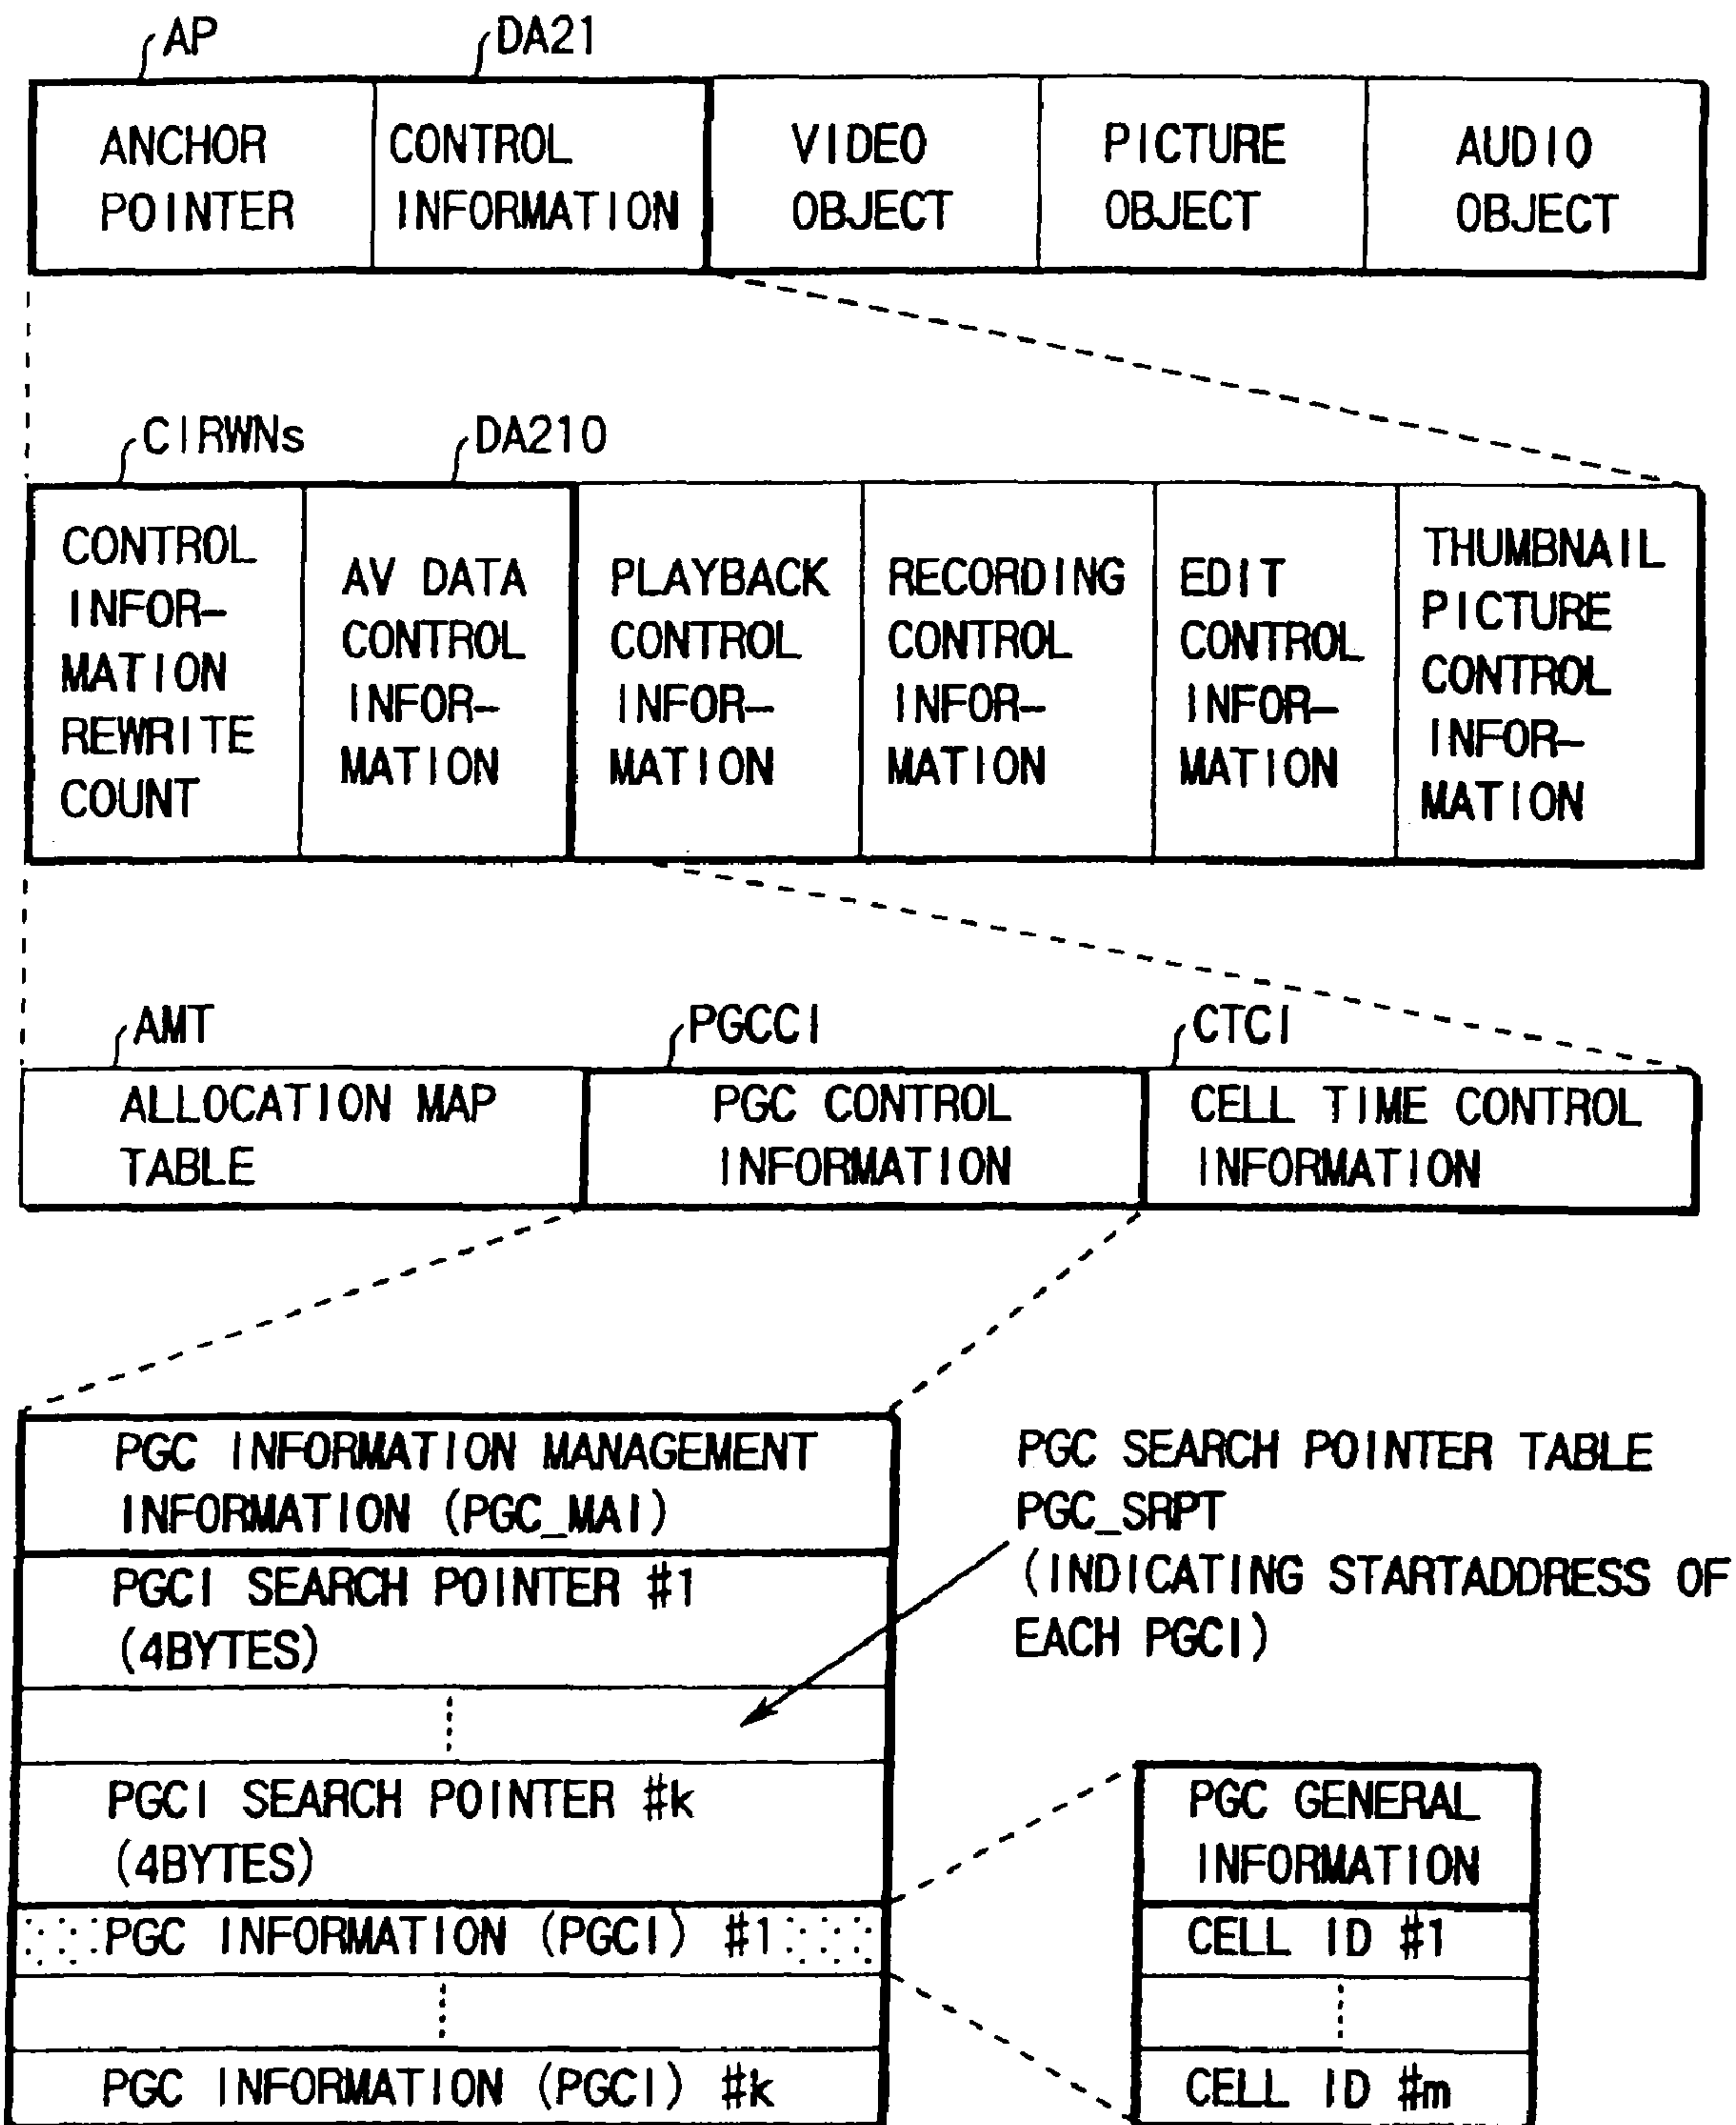 AP
DA21
ANCHOR
POINTER
CONTROL
INFORMATION
VIDEO
OBJECT
PICTURE
OBJECT
AUDIO
OBJECT
CIRWNs
DA210
CONTROL
INFOR-
MATION
REWRITE
COUNT
AV DATA
CONTROL
INFOR-
MATION
PLAYBACK
CONTROL
INFOR-
MATION
RECORDING
CONTROL
INFOR-
MATION
EDIT
CONTROL
INFOR-
MATION
THUMBNAIL
PICTURE
CONTROL
INFOR-
MATION
AMT
PGCCI
CTCI
ALLOCATION MAP
TABLE
PGC CONTROL
INFORMATION
CELL TIME CONTROL
INFORMATION
PGC INFORMATION MANAGEMENT
INFORMATION (PGC_MAI)
PGCI SEARCH POINTER #1
(4BYTES)
PGCI SEARCH POINTER #k
(4BYTES)
PGC INFORMATION (PGCI) #1
PGC INFORMATION (PGCI) #k
PGC SEARCH POINTER TABLE
PGC_SRPT
(INDICATING STARTADDRESS OF
EACH PGCI)
PGC GENERAL
INFORMATION
CELL ID #1
CELL ID #m